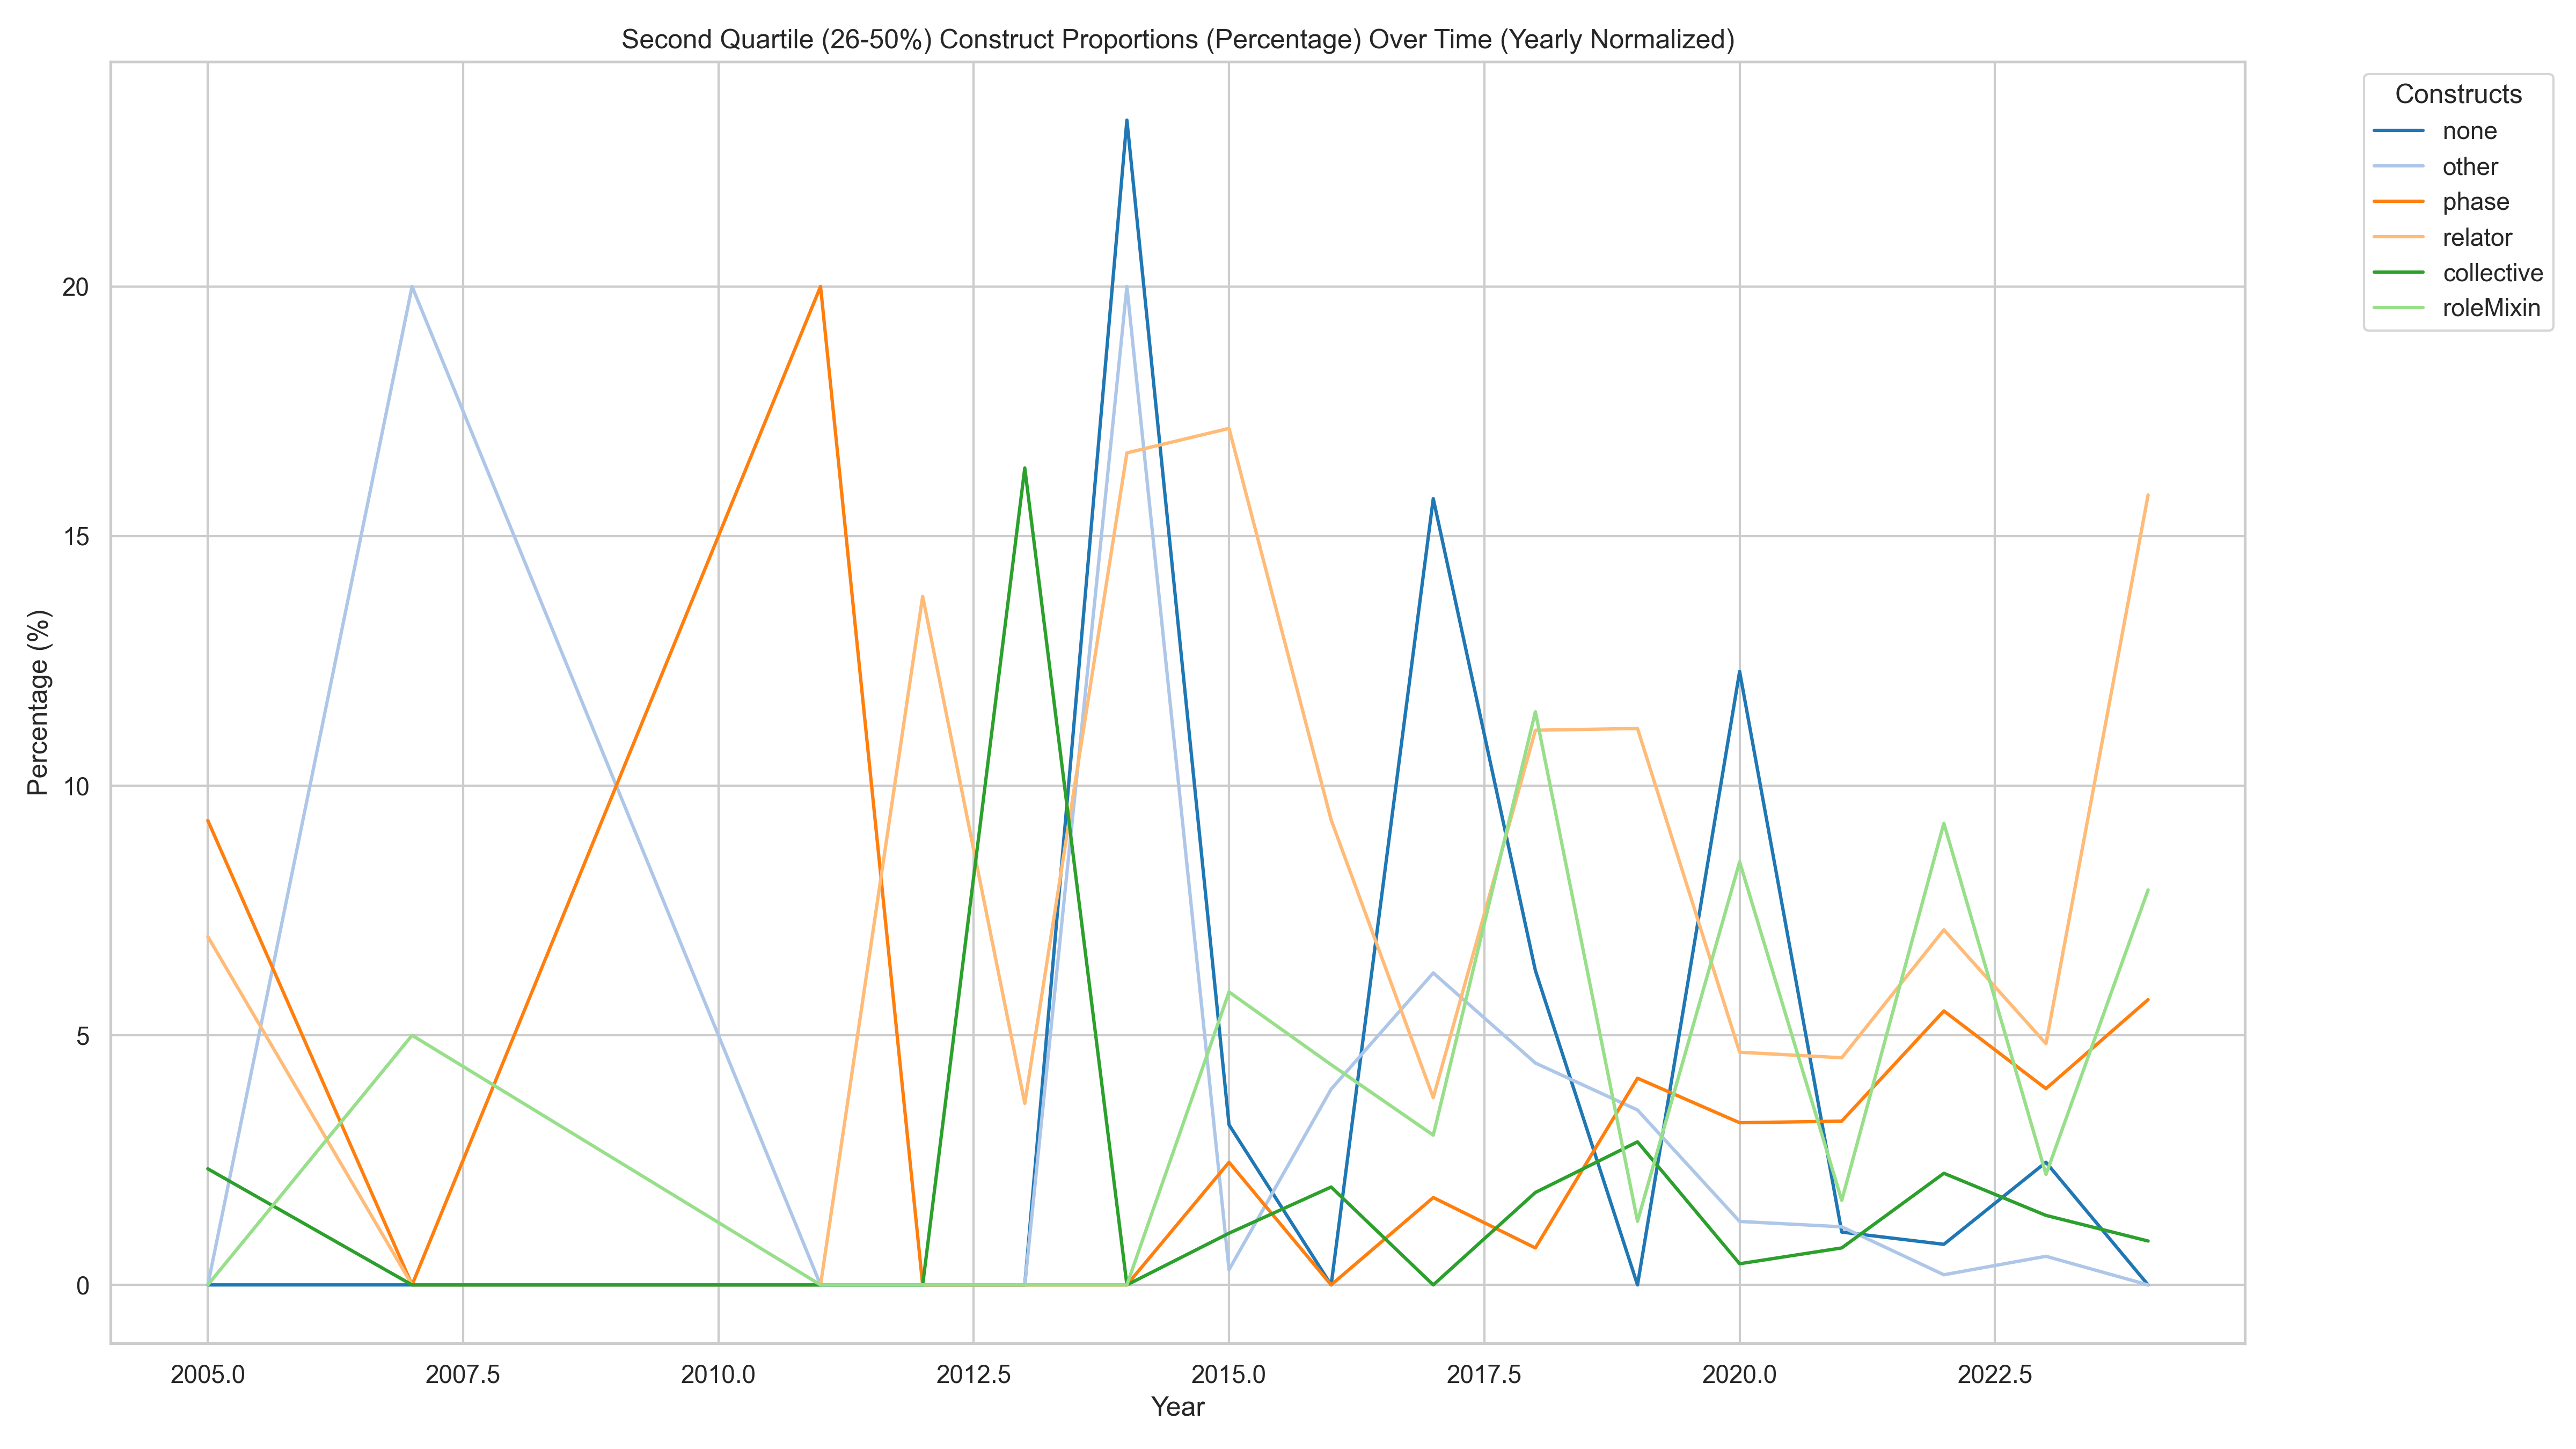 Second Quartile (26-50%) Construct Proportions (Percentage) Over Time (Yearly Normalized)
Constructs
none
other
phase
relator
collective
roleMixin
Percentage (%)
20
15
10
5
0
2005.0 2007.5 2010.0 2012.5 2015.0 2017.5 2020.0 2022.5
Year